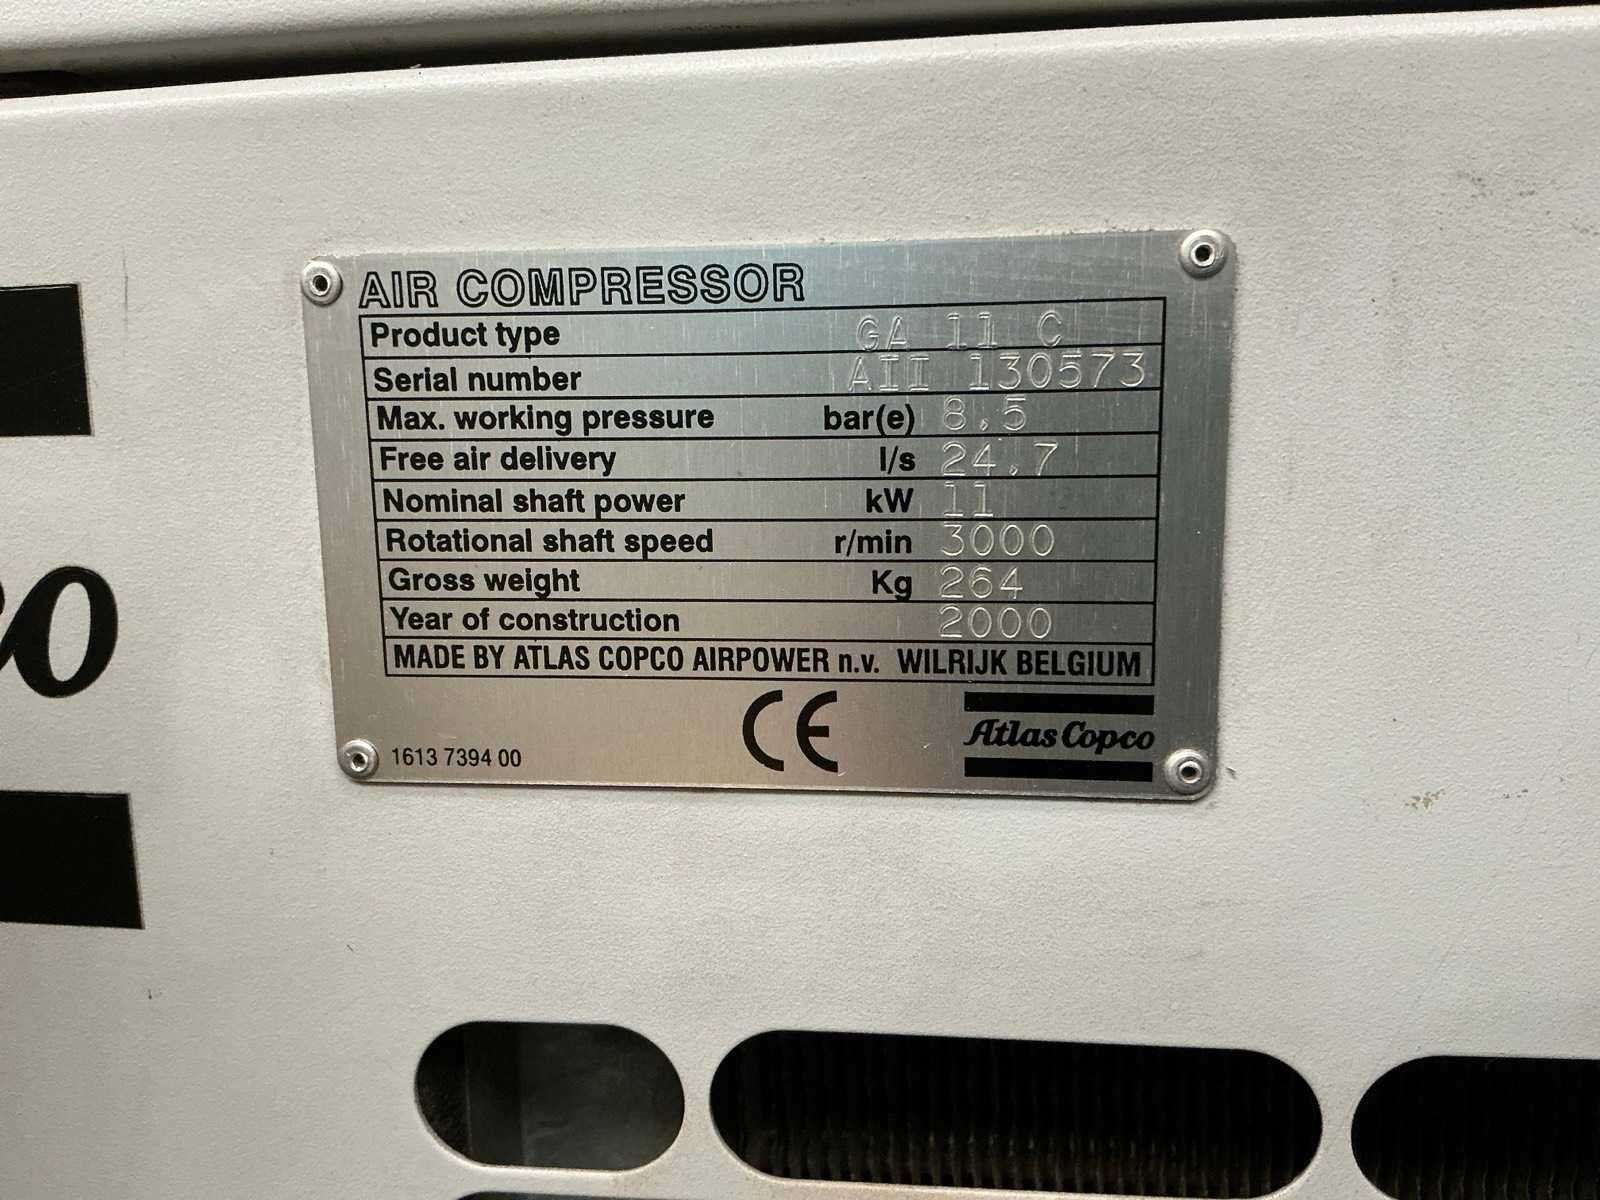 AIR COMPRESSOR
Product type GA 11 C
Serial number AII 130573
Max. working pressure bar(e) 8.5
Free air delivery l/s 24.7
Nominal shaft power kW 11
Rotational shaft speed r/min 3000
Gross weight Kg 264
Year of construction 2000
MADE BY ATLAS COPCO AIRPOWER n.v. WILRIJK BELGIUM
CE
Atlas Copco
1613 7394 00